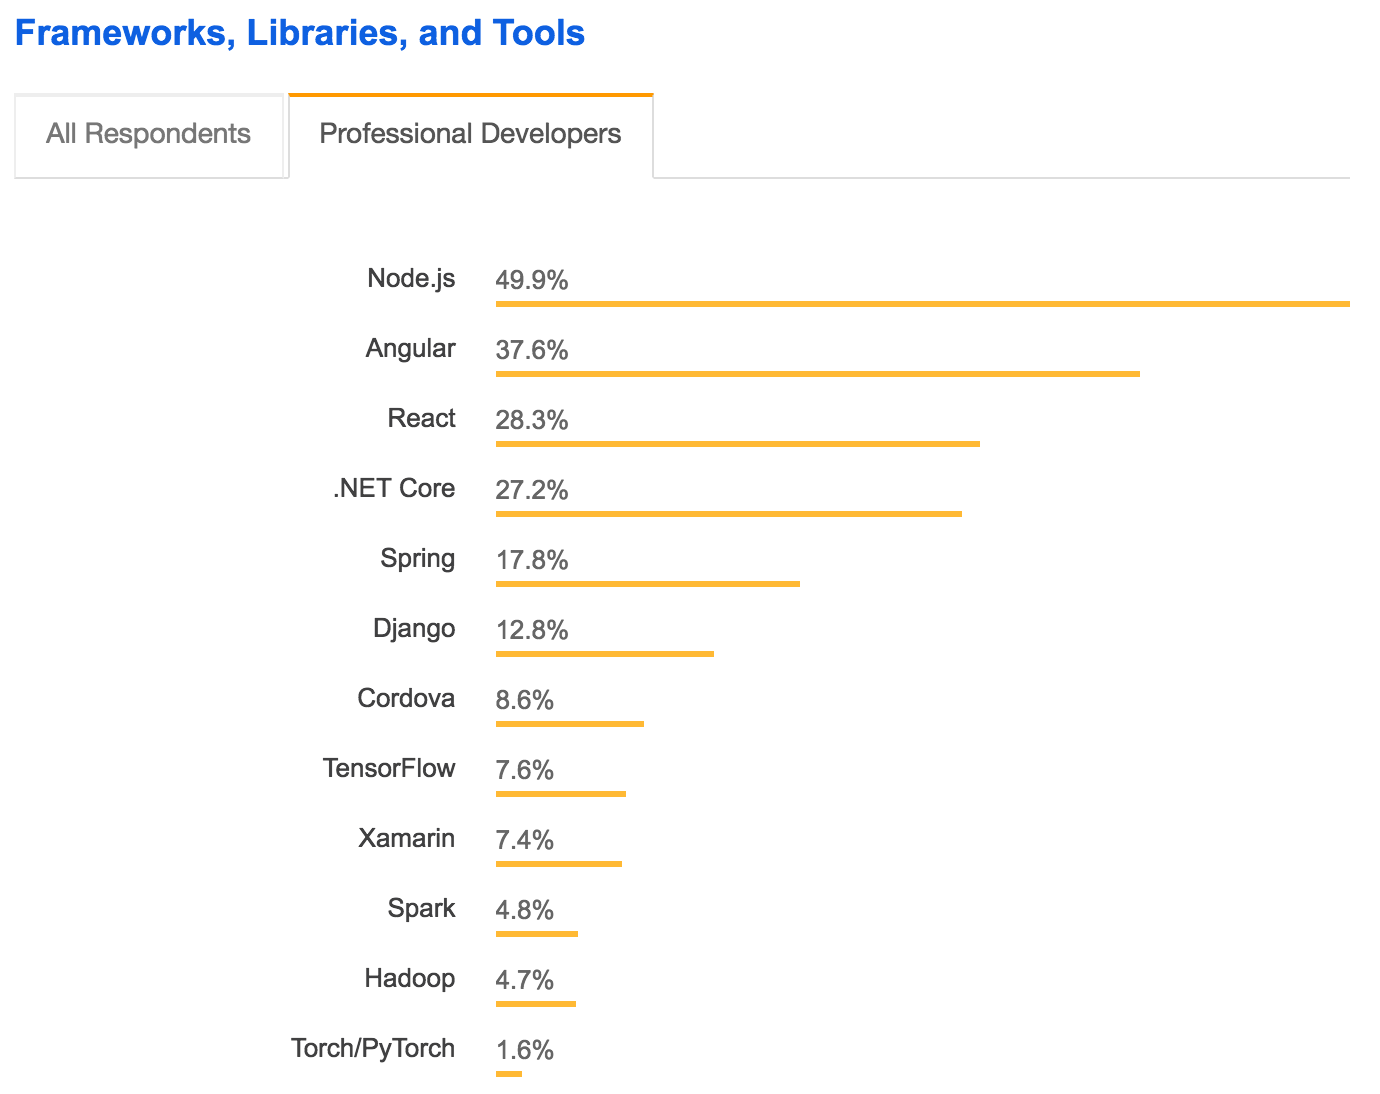 Frameworks, Libraries, and Tools
All Respondents Professional Developers
Node.js 49.9%
Angular 37.6%
React 28.3%
.NET Core 27.2%
Spring 17.8%
Django 12.8%
Cordova 8.6%
TensorFlow 7.6%
Xamarin 7.4%
Spark 4.8%
Hadoop 4.7%
Torch/PyTorch 1.6%